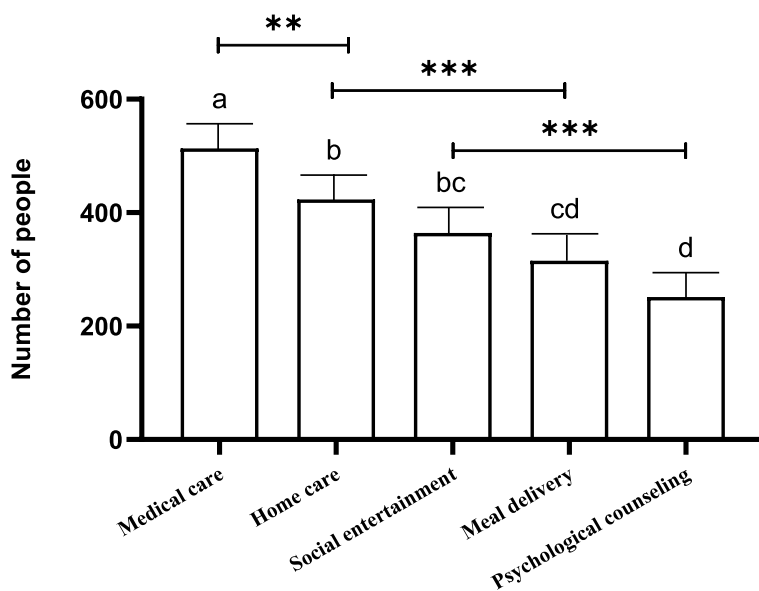 **
***
***
600
a
b
bc
cd
d
400
200
0
Number of people
Medical care
Home care
Social entertainment
Meal delivery
Psychological counseling